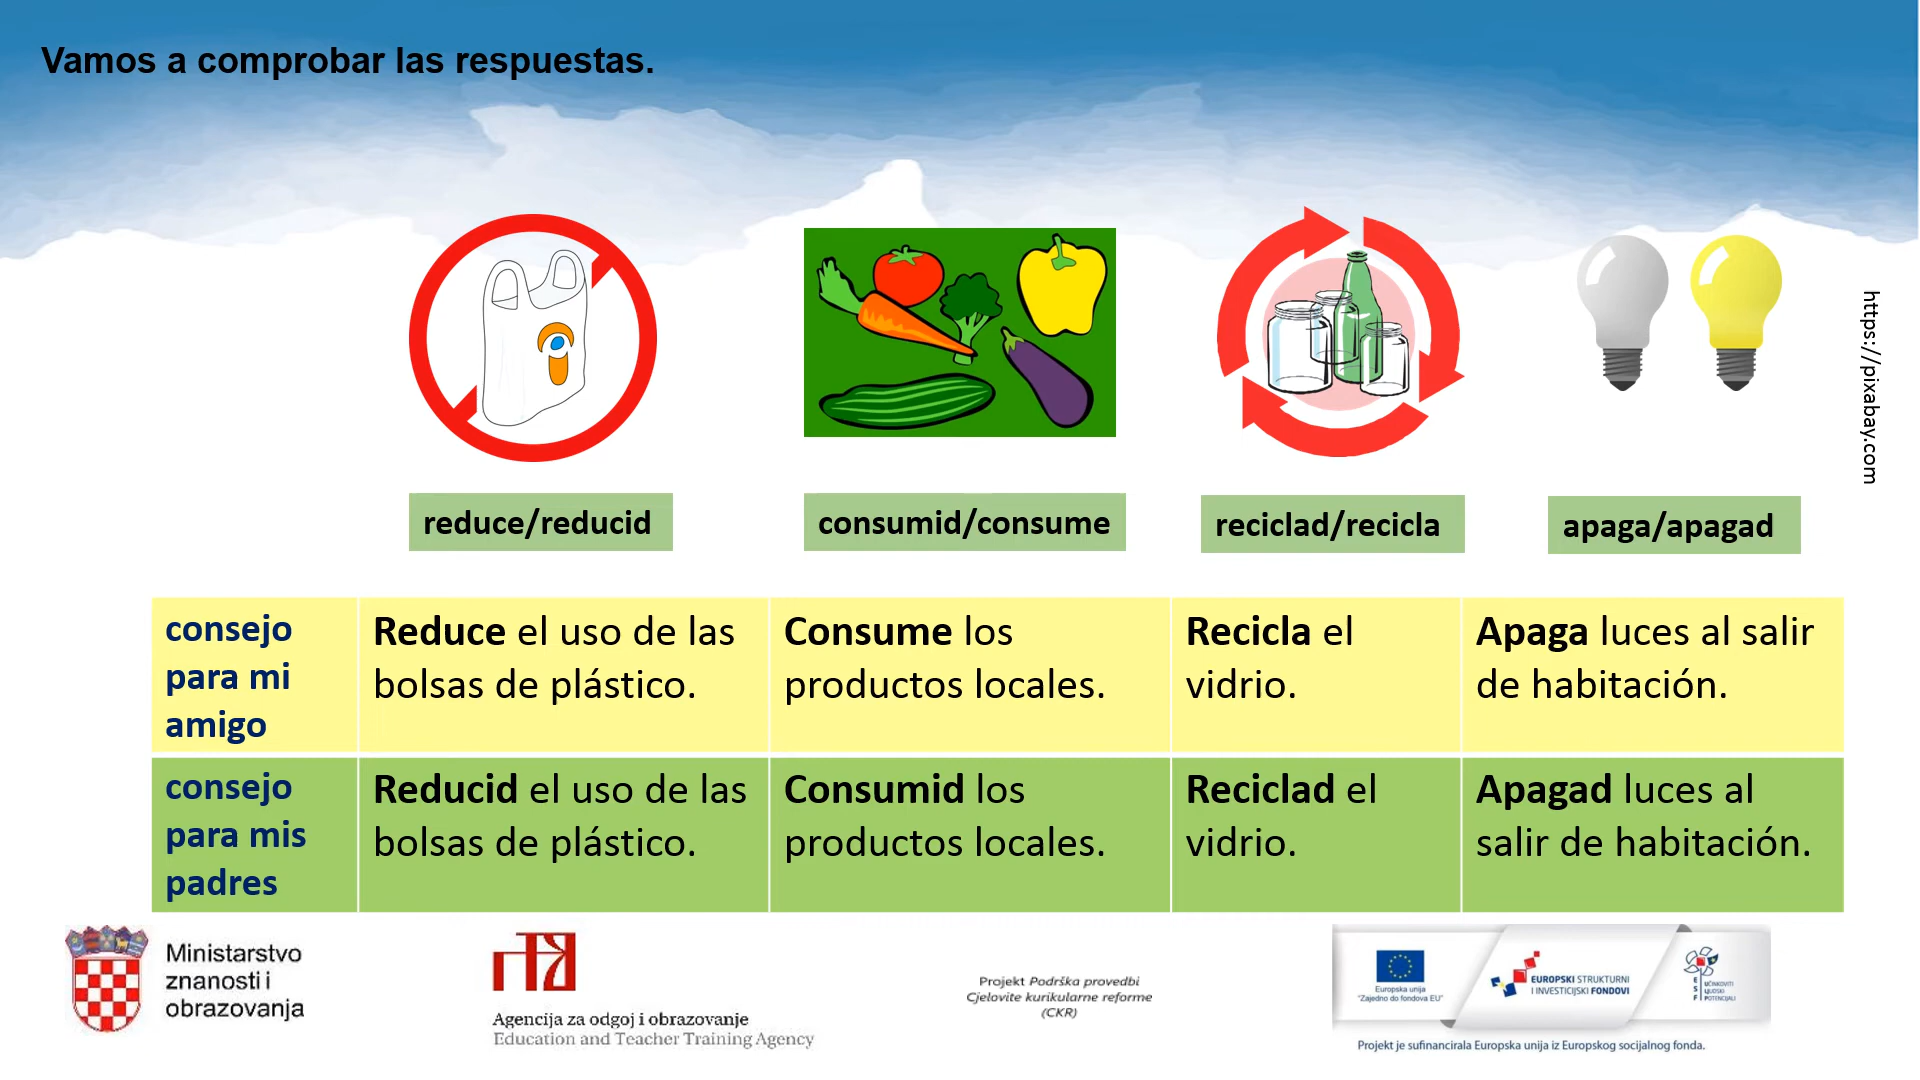 Vamos a comprobar las respuestas.
https://pixabay.com
reduce/reducid
consumid/consume
reciclad/recicla
apaga/apagad
consejo
para mi
amigo
Reduce el uso de las
bolsas de plástico.
Consume los
productos locales.
Recicla el
vidrio.
Apaga luces al salir
de habitación.
consejo
para mis
padres
Reducid el uso de las
bolsas de plástico.
Consumid los
productos locales.
Reciclad el
vidrio.
Apagad luces al
salir de habitación.
Ministarstvo
znanosti i
obrazovanja
Agencija za odgoj i obrazovanje
Education and Teacher Training Agency
Projekt Podrška provedbi
Cjelovite kurikularne reforme
(CKR)
Europska unija
"Zajedno do fondova EU"
EUROPSKI STRUKTURNI
I INVESTICIJSKI FONDOVI
ESF
UČINKOVITI
LJUDSKI
POTENCIJALI
Projekt je sufinancirala Europska unija iz Europskog socijalnog fonda.